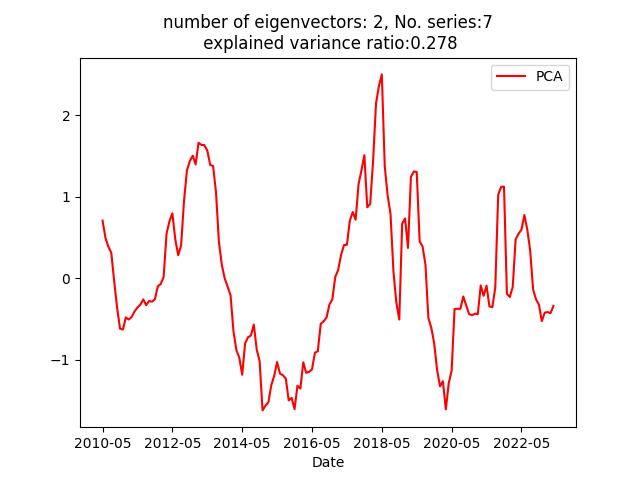 number of eigenvectors: 2, No. series:7
explained variance ratio:0.278
PCA
2
1
0
−1
2010-05 2012-05 2014-05 2016-05 2018-05 2020-05 2022-05
Date